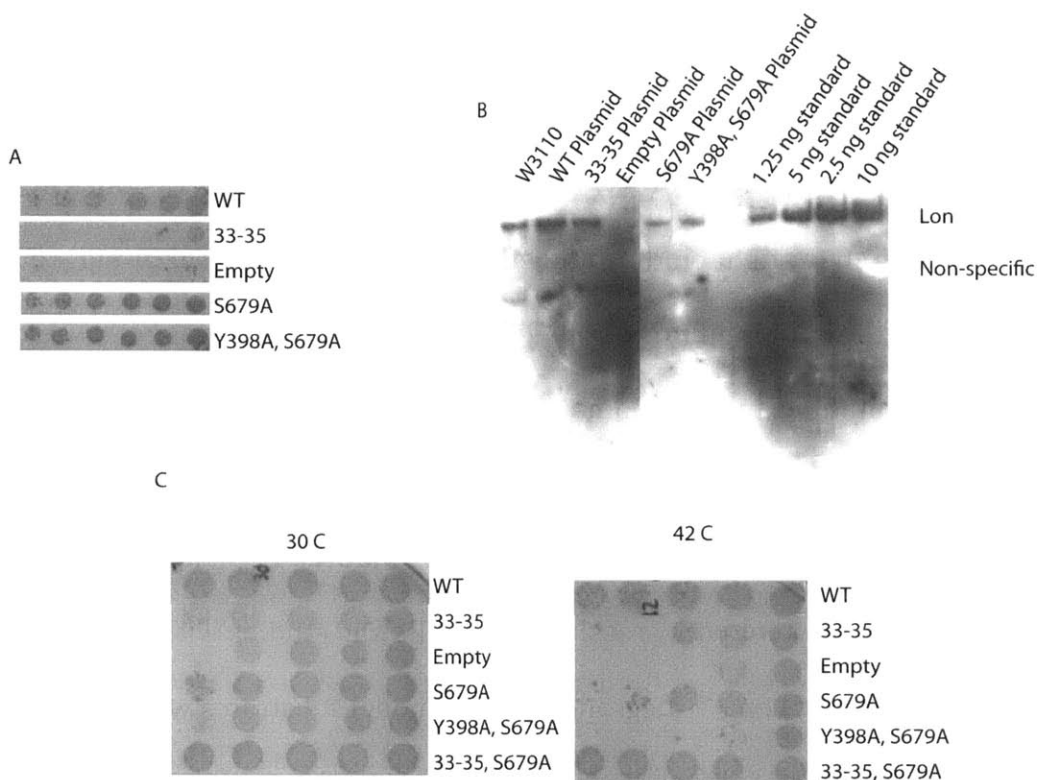 A
WT
33-35
Empty
S679A
Y398A, S679A
B
W3110
WT Plasmid
33-35 Plasmid
Empty Plasmid
S679A Plasmid
Y398A, S679A Plasmid
1.25 ng standard
5 ng standard
2.5 ng standard
10 ng standard
Lon
Non-specific
C
30 C
WT
33-35
Empty
S679A
Y398A, S679A
33-35, S679A
42 C
WT
33-35
Empty
S679A
Y398A, S679A
33-35, S679A